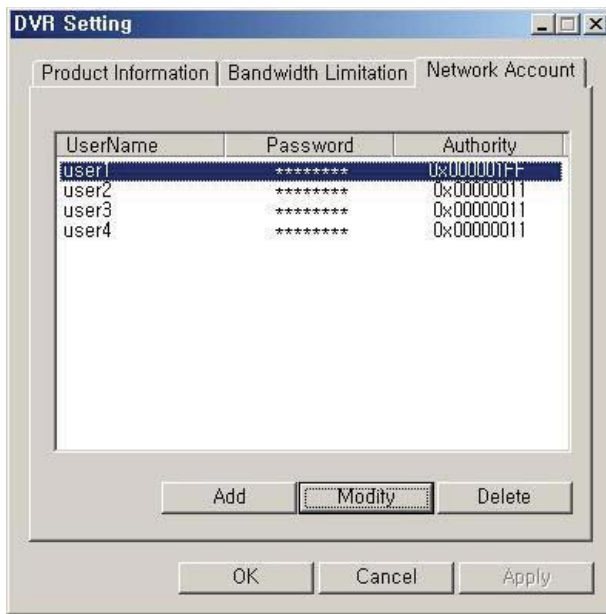 DVR Setting
Product Information Bandwidth Limitation Network Account
UserName Password Authority
user1 ******** 0x000001FF
user2 ******** 0x00000011
user3 ******** 0x00000011
user4 ******** 0x00000011
Add Modify Delete
OK Cancel Apply